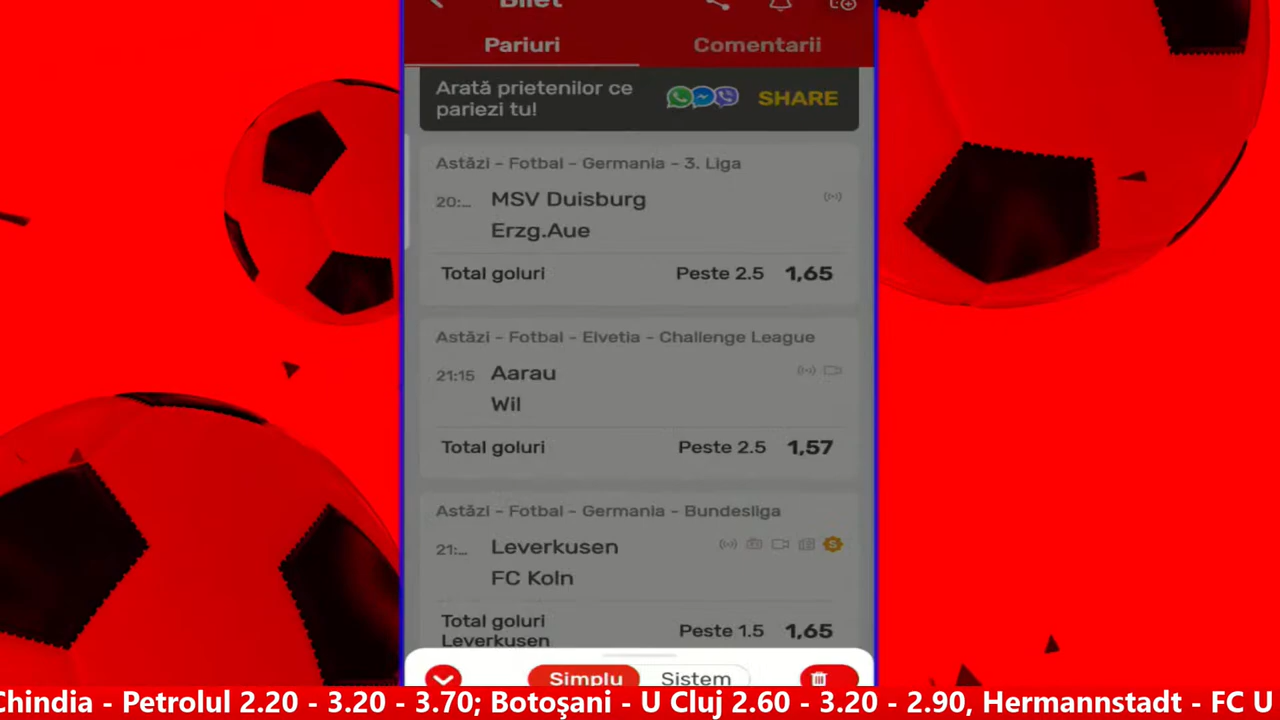 Bilet
Pariuri Comentarii
Arată prietenilor ce
pariezi tu! SHARE
Astăzi - Fotbal - Germania - 3. Liga
20:… MSV Duisburg
Erzg.Aue
Total goluri Peste 2.5 1,65
Astăzi - Fotbal - Elvetia - Challenge League
21:15 Aarau
Wil
Total goluri Peste 2.5 1,57
Astăzi - Fotbal - Germania - Bundesliga
21:… Leverkusen S
FC Koln
Total goluri
Leverkusen Peste 1.5 1,65
Simplu Sistem
Chindia - Petrolul 2.20 - 3.20 - 3.70; Botoşani - U Cluj 2.60 - 3.20 - 2.90, Hermannstadt - FC U